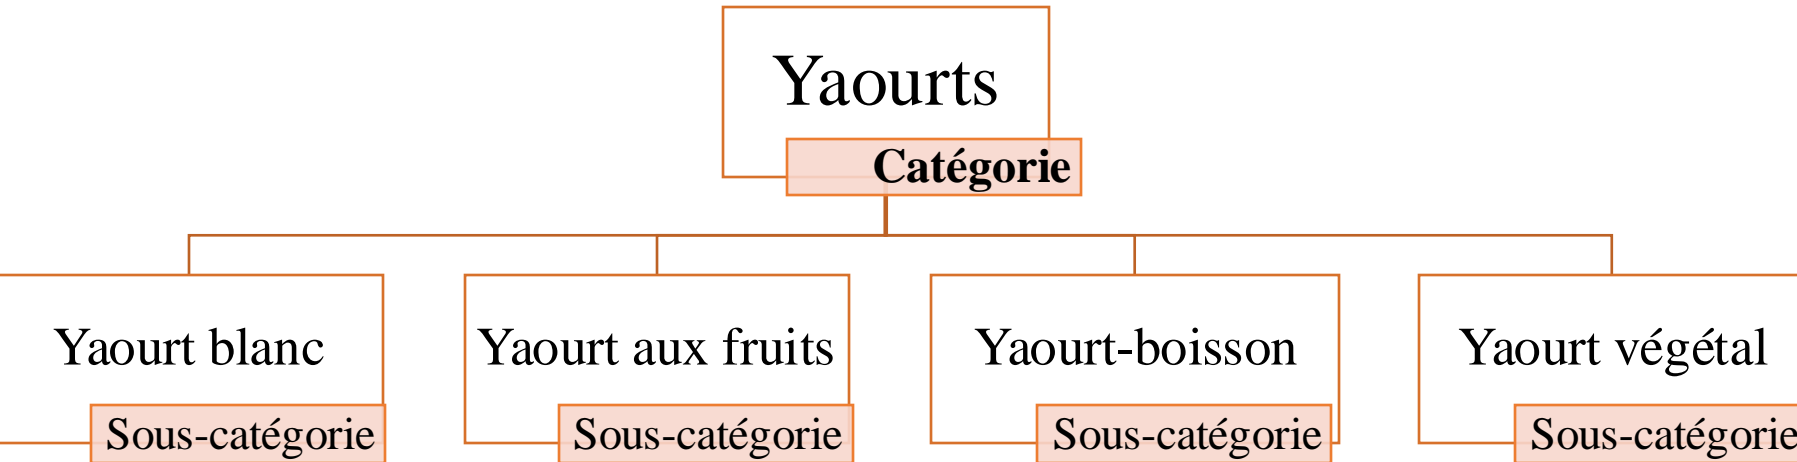 Yaourts
Catégorie
Yaourt blanc
Sous-catégorie
Yaourt aux fruits
Sous-catégorie
Yaourt-boisson
Sous-catégorie
Yaourt végétal
Sous-catégorie